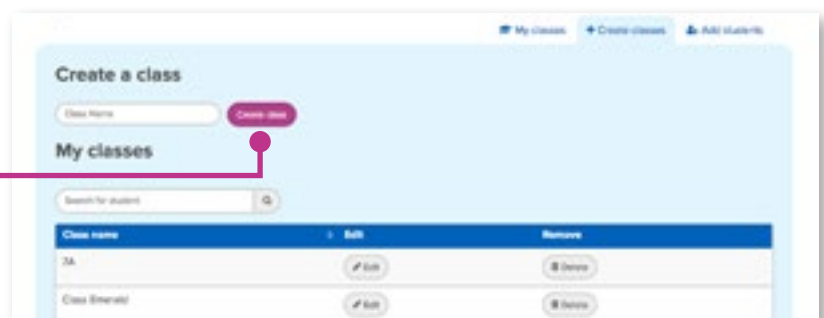 My classes + Create classes Add students
Create a class
Class Name Create class
My classes
Search for student
Class name Edit Remove
7A Edit Delete
Class Emerald Edit Delete